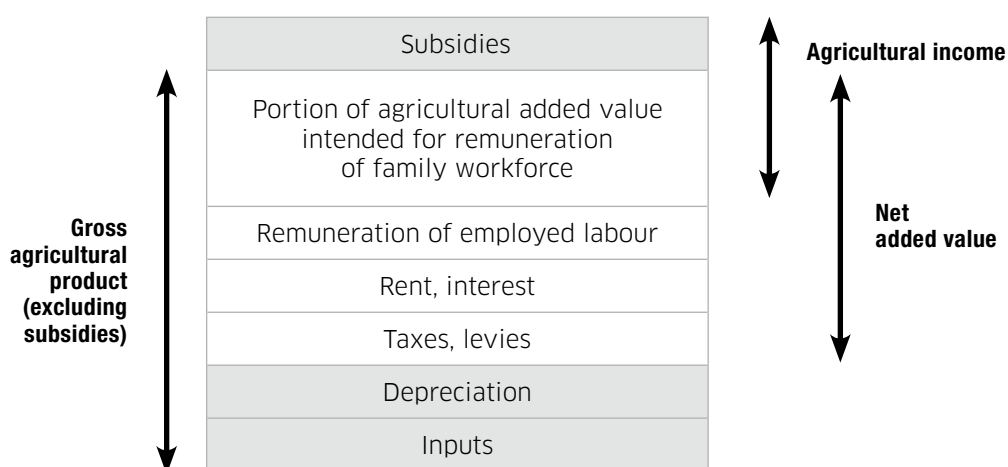 Subsidies
Agricultural income
Portion of agricultural added value
intended for remuneration
of family workforce
Gross
agricultural
product
(excluding
subsidies)
Remuneration of employed labour
Net
added value
Rent, interest
Taxes, levies
Depreciation
Inputs